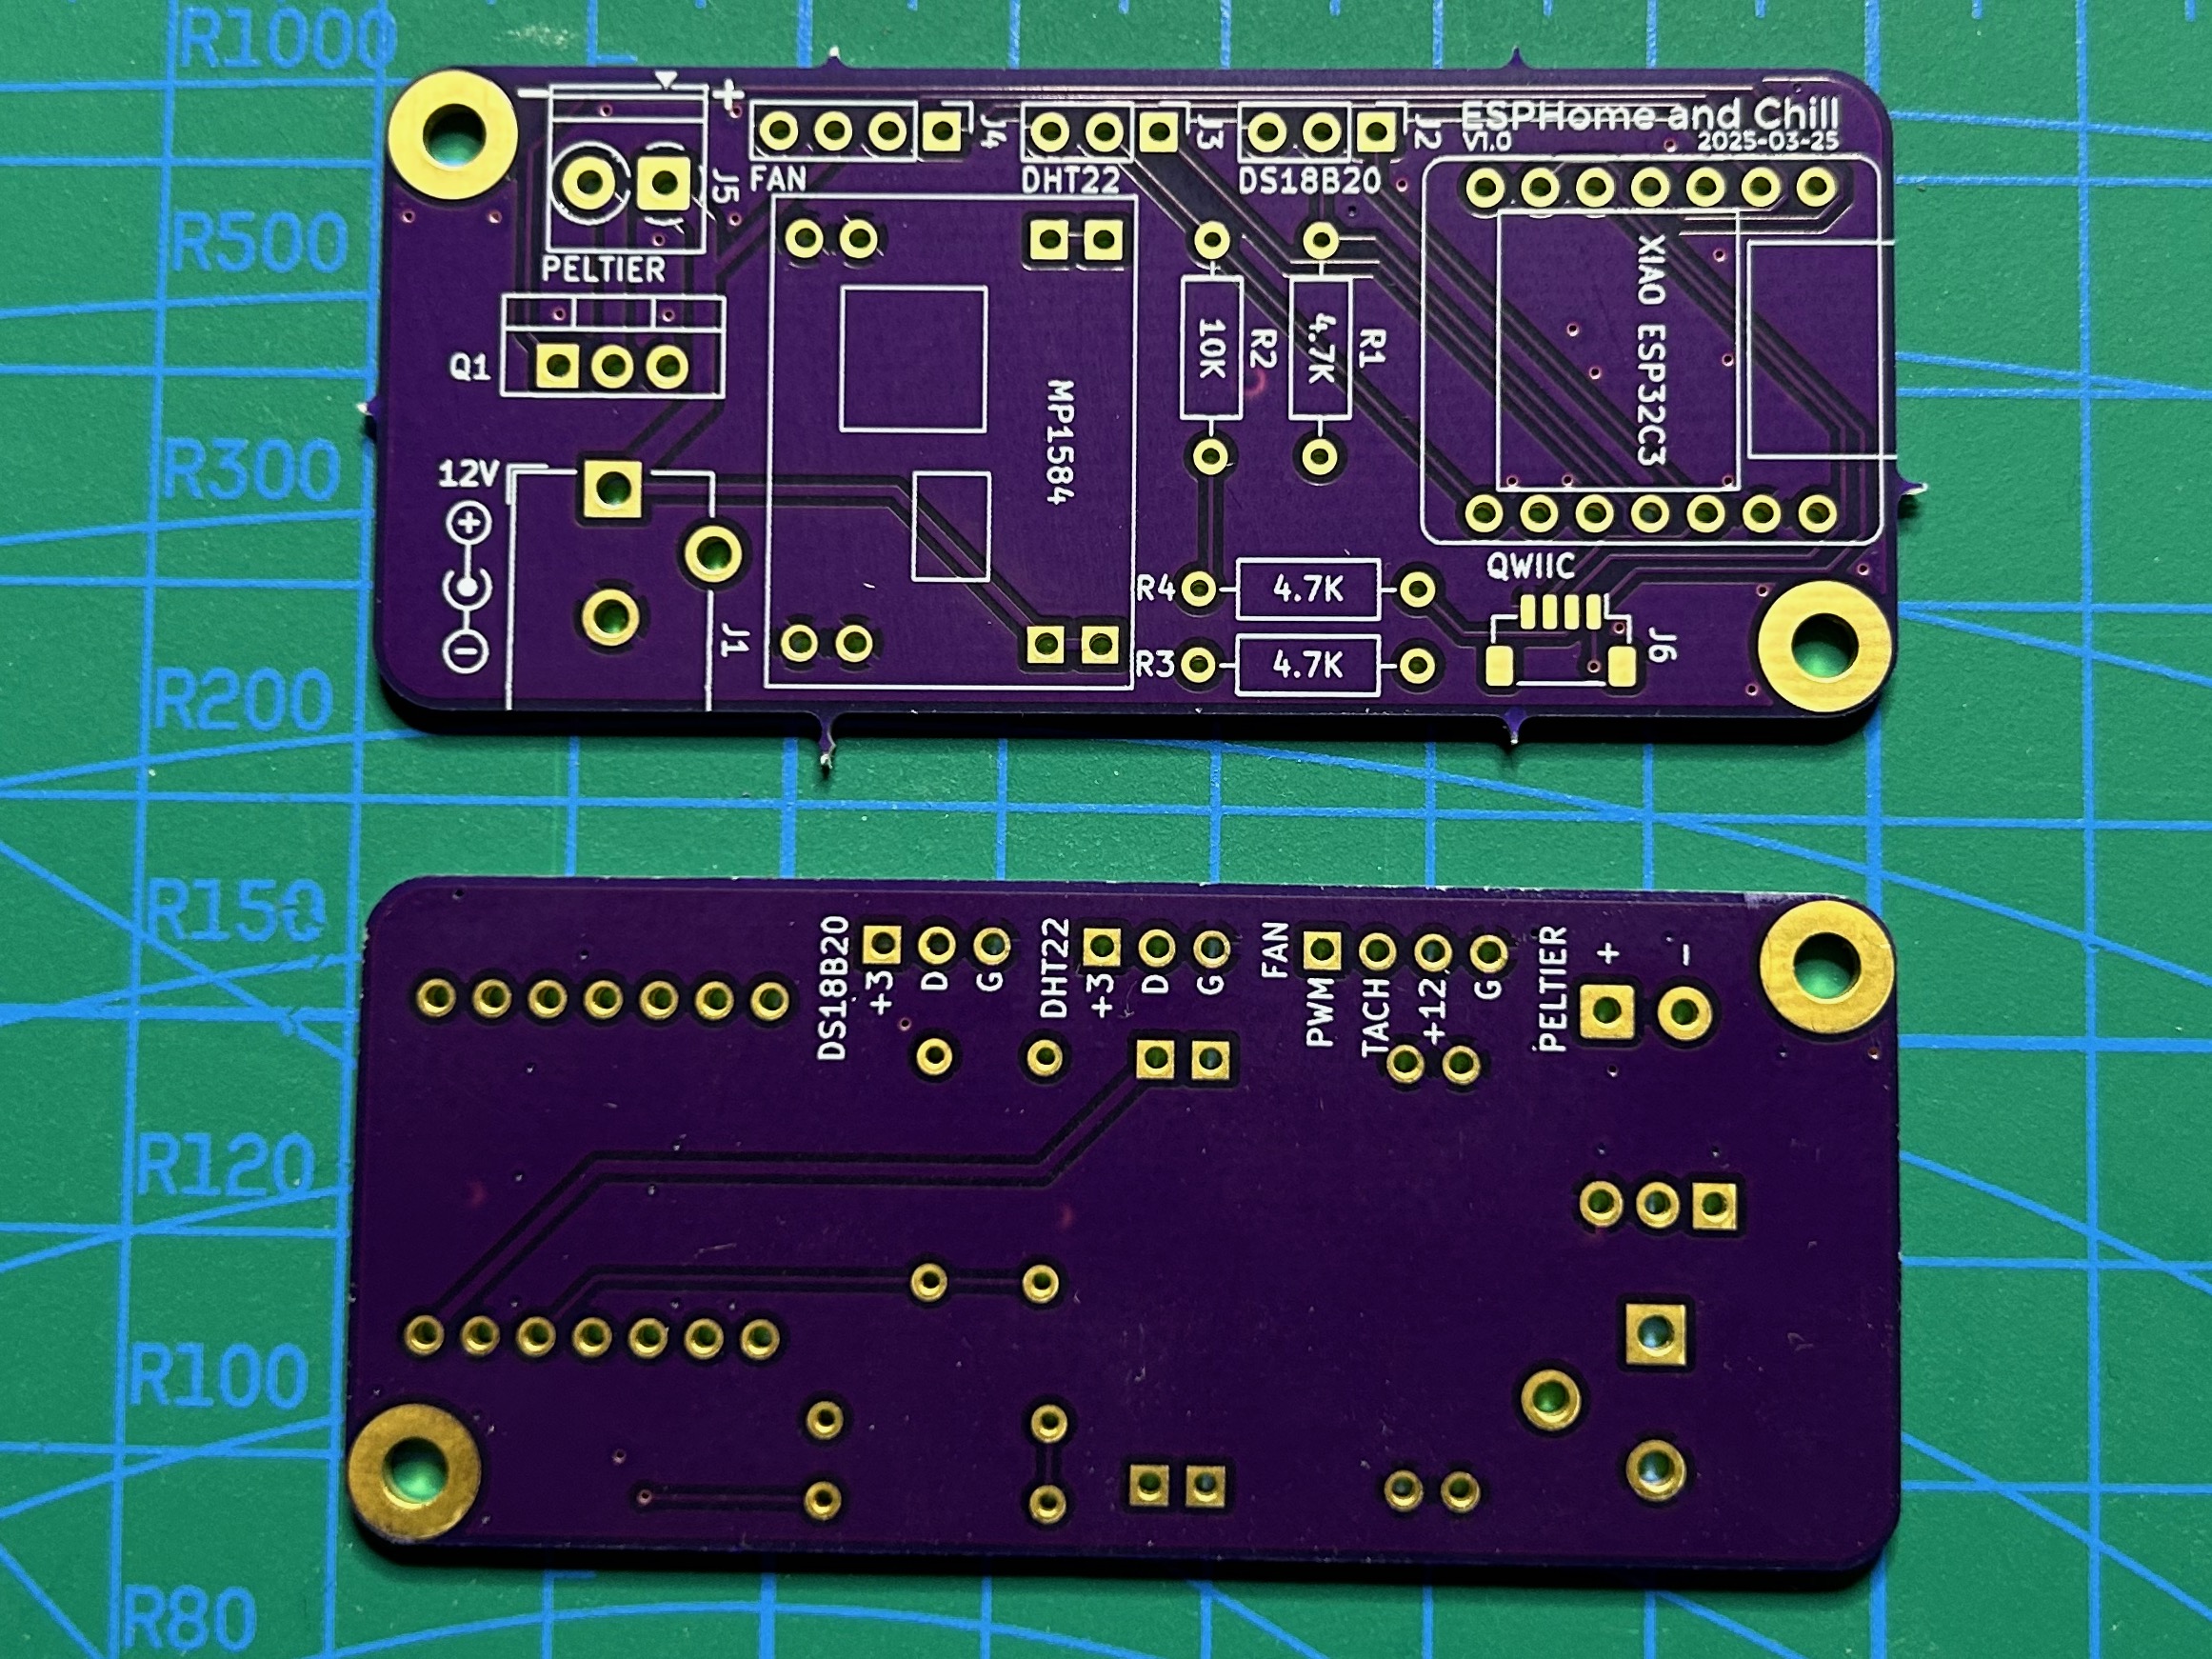 R1000
R500
R300
R200
R150
R120
R100
R80
- +
J5
PELTIER
FAN
J4
DHT22
J3
DS18B20
J2
ESPHome and Chill
V1.0 2025-03-25
Q1
12V
+
-
J1
MP1584
10K
R2
4.7K
R1
XIAO ESP32C3
R4 4.7K
R3 4.7K
QWIIC
J6
DS18B20
+3 D G
DHT22
+3 D G
FAN
PWM TACH +12 G
PELTIER
+ -